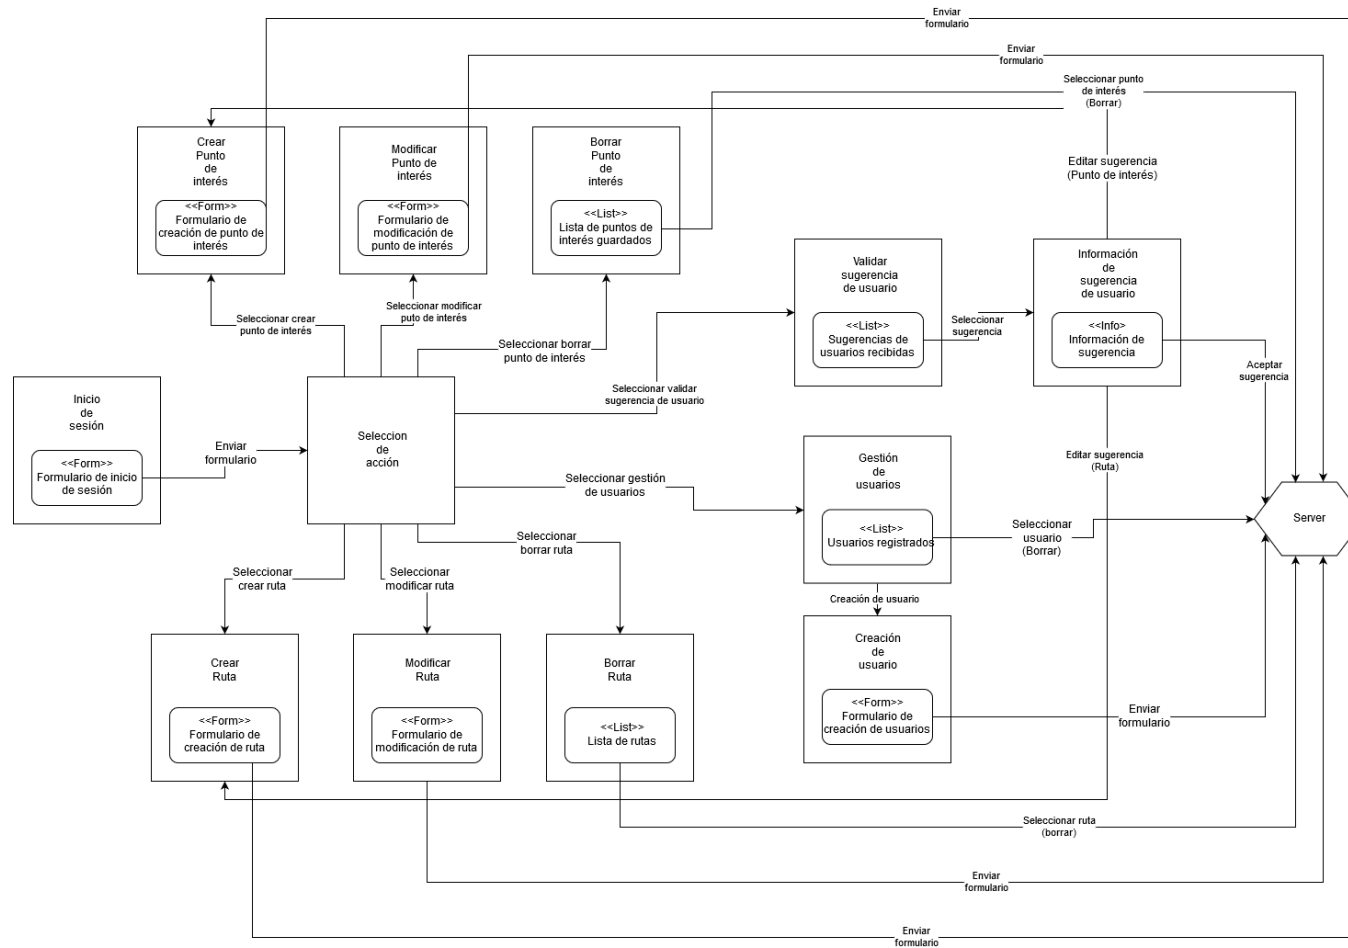 Enviar
formulario
Enviar
formulario
Seleccionar punto
de interés
(Borrar)
Crear
Punto
de
interés
<<Form>>
Formulario de
creación de punto de
interés
Modificar
Punto de
interés
<<Form>>
Formulario de
modificación de
punto de interés
Borrar
Punto
de
interés
<<List>>
Lista de puntos de
interés guardados
Editar sugerencia
(Punto de interés)
Validar
sugerencia
de usuario
<<List>>
Sugerencias de
usuarios recibidas
Seleccionar
sugerencia
Información
de
sugerencia
de usuario
<<Info>
Información de
sugerencia
Aceptar
sugerencia
Seleccionar crear
punto de interés
Seleccionar modificar
puto de interés
Seleccionar borrar
punto de interés
Seleccionar validar
sugerencia de usuario
Inicio
de
sesión
<<Form>>
Formulario de inicio
de sesión
Enviar
formulario
Seleccion
de
acción
Seleccionar gestión
de usuarios
Gestión
de
usuarios
<<List>>
Usuarios registrados
Editar sugerencia
(Ruta)
Seleccionar
usuario
(Borrar)
Server
Seleccionar
crear ruta
Seleccionar
modificar ruta
Seleccionar
borrar ruta
Creación de usuario
Creación
de
usuario
<<Form>>
Formulario de
creación de usuarios
Enviar
formulario
Crear
Ruta
<<Form>>
Formulario de
creación de ruta
Modificar
Ruta
<<Form>>
Formulario de
modificación de ruta
Borrar
Ruta
<<List>>
Lista de rutas
Seleccionar ruta
(borrar)
Enviar
formulario
Enviar
formulario